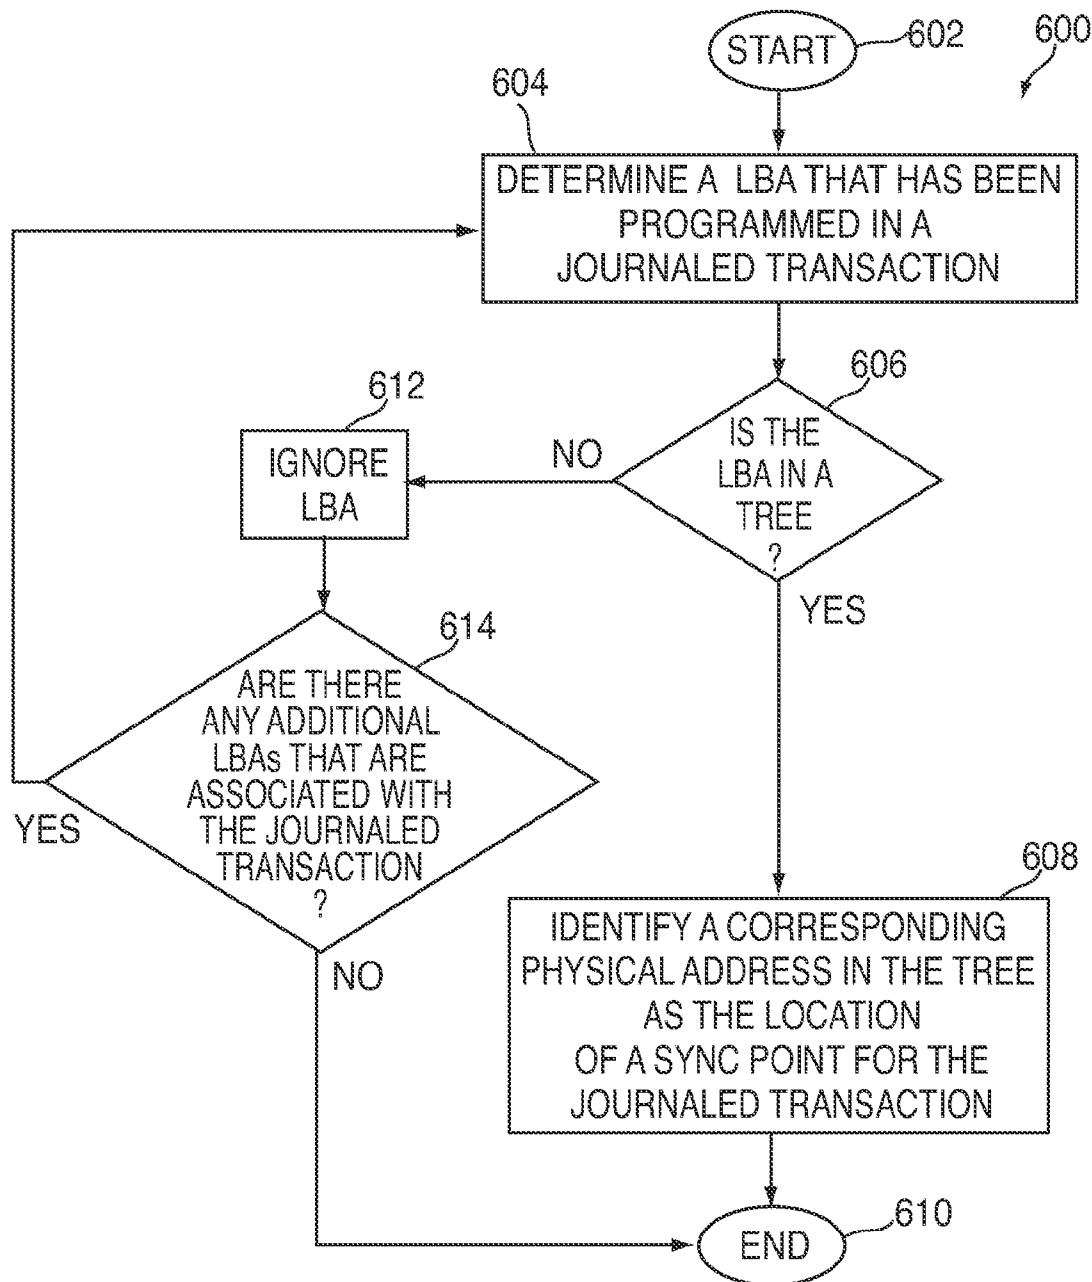 START
602
600
604
DETERMINE A LBA THAT HAS BEEN
PROGRAMMED IN A
JOURNALED TRANSACTION
606
IS THE
LBA IN A
TREE
?
NO
YES
612
IGNORE
LBA
614
ARE THERE
ANY ADDITIONAL
LBAs THAT ARE
ASSOCIATED WITH
THE JOURNALED
TRANSACTION
?
YES
NO
608
IDENTIFY A CORRESPONDING
PHYSICAL ADDRESS IN THE TREE
AS THE LOCATION
OF A SYNC POINT FOR THE
JOURNALED TRANSACTION
END
610